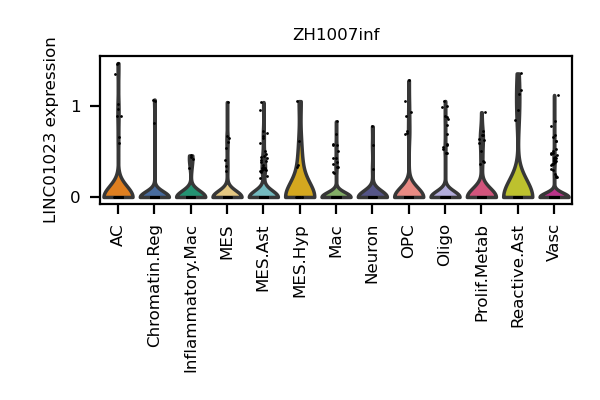 ZH1007inf
LINC01023 expression
1
0
AC
Chromatin.Reg
Inflammatory.Mac
MES
MES.Ast
MES.Hyp
Mac
Neuron
OPC
Oligo
Prolif.Metab
Reactive.Ast
Vasc